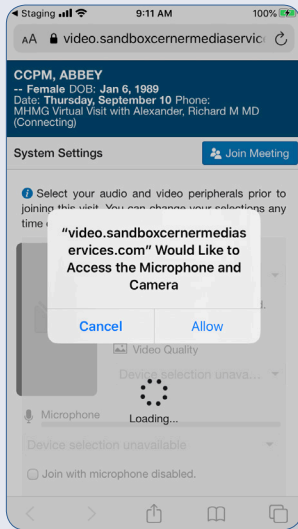 Staging
9:11 AM
100%
AA video.sandboxcernermediaservic
CCPM, ABBEY
-- Female DOB: Jan 6, 1989
Date: Thursday, September 10 Phone:
MHMG Virtual Visit with Alexander, Richard M MD
(Connecting)
System Settings
Join Meeting
Select your audio and video peripherals prior to
joining this visit. You can change your selections any
time
"video.sandboxcernermedias
ervices.com" Would Like to
Access the Microphone and
Camera
Cancel
Allow
Video Quality
Device selection unava...
Loading...
Microphone
Device selection unavailable
Join with microphone disabled.